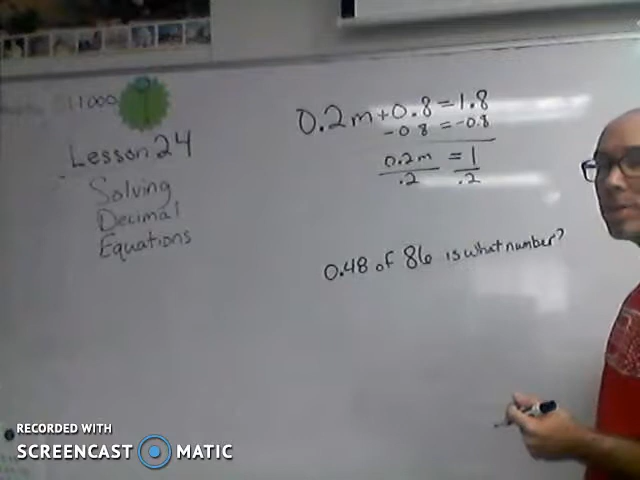 11000
Lesson 24
Solving
Decimal
Equations
0.2m+0.8=1.8
-0.8 =-0.8
0.2m = 1
.2 .2
0.48 of 86 is what number?
RECORDED WITH
SCREENCAST MATIC